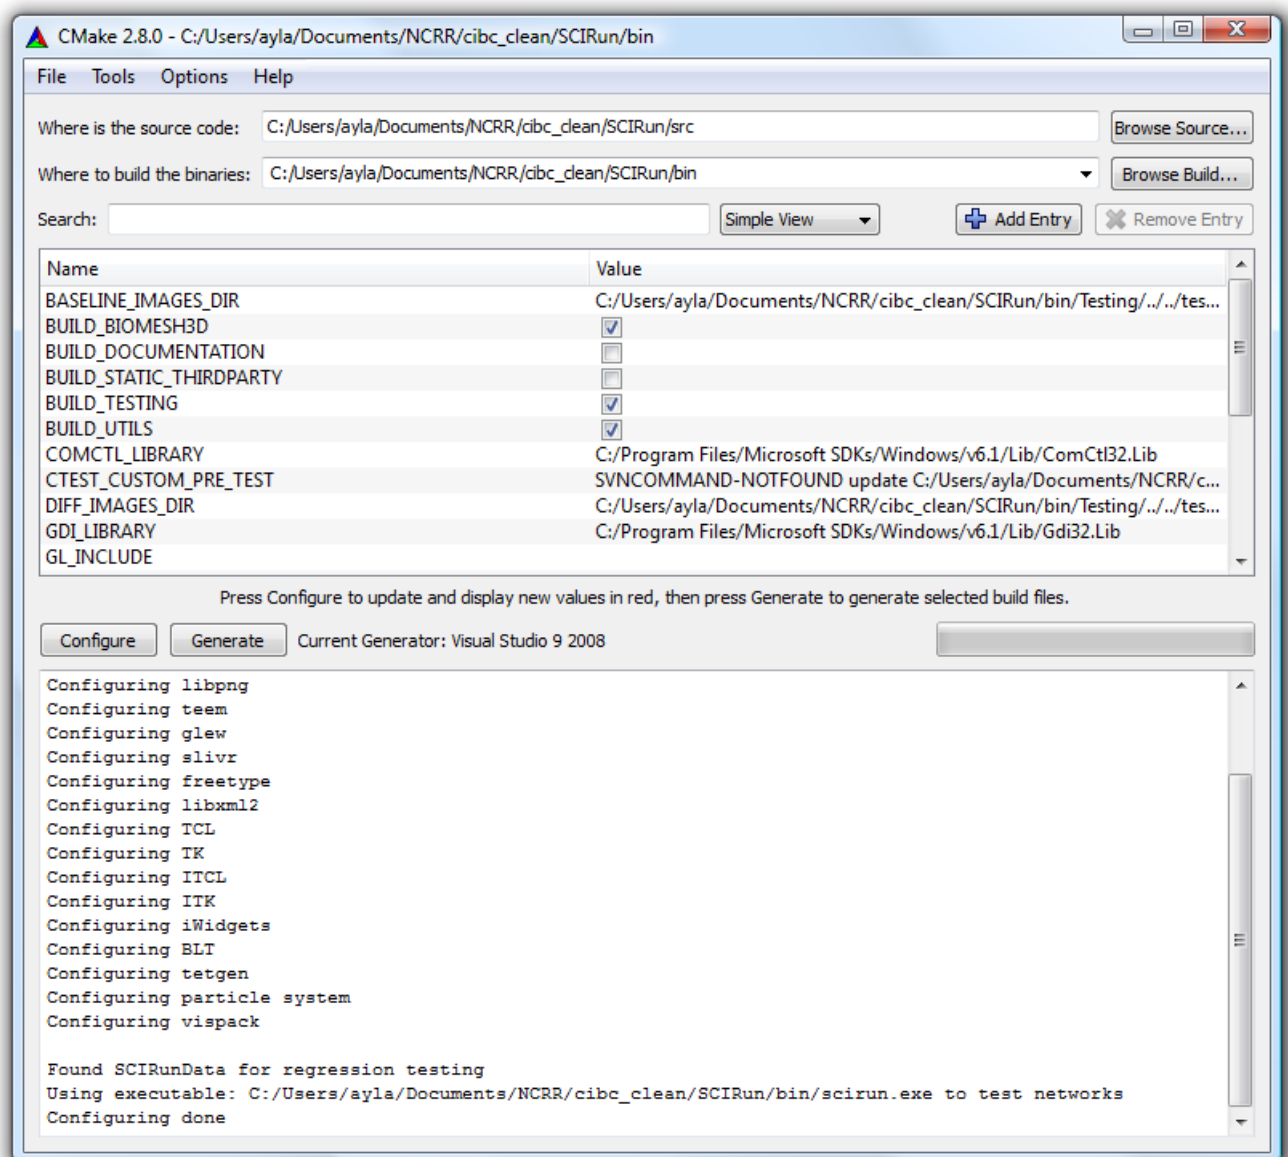 CMake 2.8.0 - C:/Users/ayla/Documents/NCRR/cibc_clean/SCIRun/bin
File Tools Options Help
Where is the source code: C:/Users/ayla/Documents/NCRR/cibc_clean/SCIRun/src Browse Source...
Where to build the binaries: C:/Users/ayla/Documents/NCRR/cibc_clean/SCIRun/bin Browse Build...
Search: Simple View Add Entry Remove Entry
Name Value
BASELINE_IMAGES_DIR C:/Users/ayla/Documents/NCRR/cibc_clean/SCIRun/bin/Testing/../../tes...
BUILD_BIOMESH3D
BUILD_DOCUMENTATION
BUILD_STATIC_THIRDPARTY
BUILD_TESTING
BUILD_UTILS
COMCTL_LIBRARY C:/Program Files/Microsoft SDKs/Windows/v6.1/Lib/ComCtl32.Lib
CTEST_CUSTOM_PRE_TEST SVNCOMMAND-NOTFOUND update C:/Users/ayla/Documents/NCRR/c...
DIFF_IMAGES_DIR C:/Users/ayla/Documents/NCRR/cibc_clean/SCIRun/bin/Testing/../../tes...
GDI_LIBRARY C:/Program Files/Microsoft SDKs/Windows/v6.1/Lib/Gdi32.Lib
GL_INCLUDE
Press Configure to update and display new values in red, then press Generate to generate selected build files.
Configure Generate Current Generator: Visual Studio 9 2008
Configuring libpng
Configuring teem
Configuring glew
Configuring slivr
Configuring freetype
Configuring libxml2
Configuring TCL
Configuring TK
Configuring ITCL
Configuring ITK
Configuring iWidgets
Configuring BLT
Configuring tetgen
Configuring particle system
Configuring vispack
Found SCIRunData for regression testing
Using executable: C:/Users/ayla/Documents/NCRR/cibc_clean/SCIRun/bin/scirun.exe to test networks
Configuring done